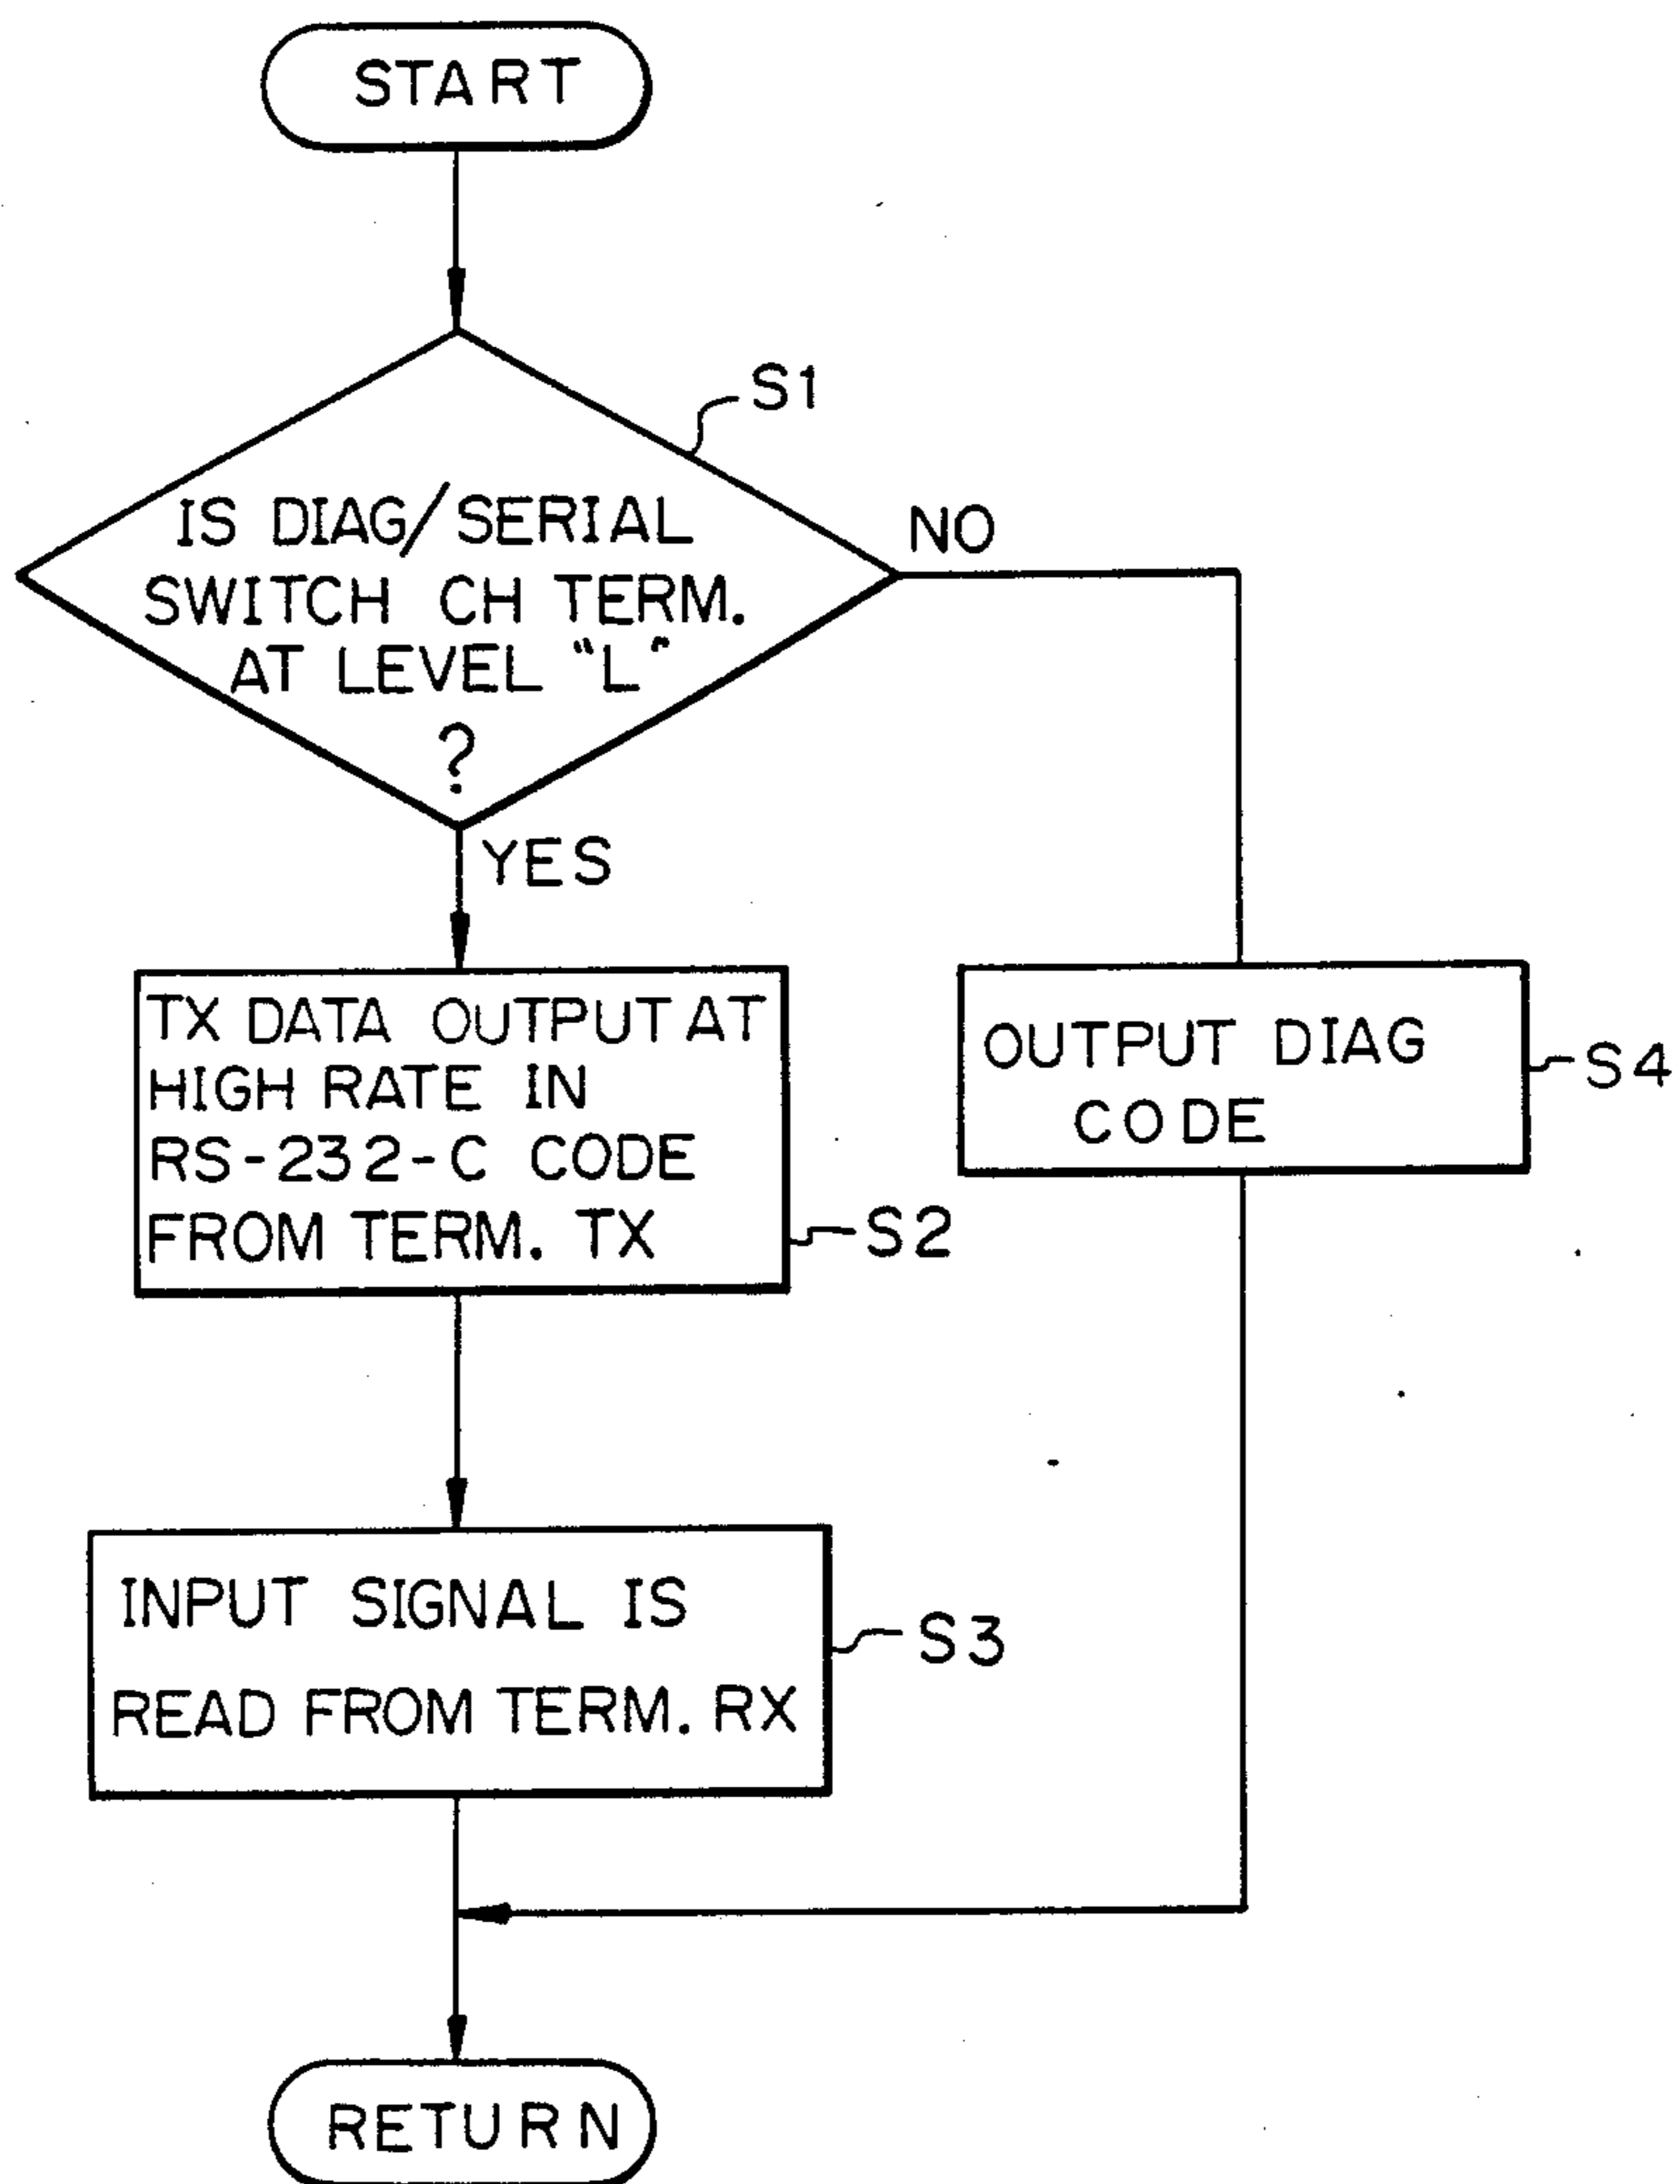 START
S1
IS DIAG/SERIAL
SWITCH CH TERM.
AT LEVEL "L"
?
NO
YES
TX DATA OUTPUT AT
HIGH RATE IN
RS-232-C CODE
FROM TERM. TX
S2
OUTPUT DIAG
CODE
S4
INPUT SIGNAL IS
READ FROM TERM. RX
S3
RETURN